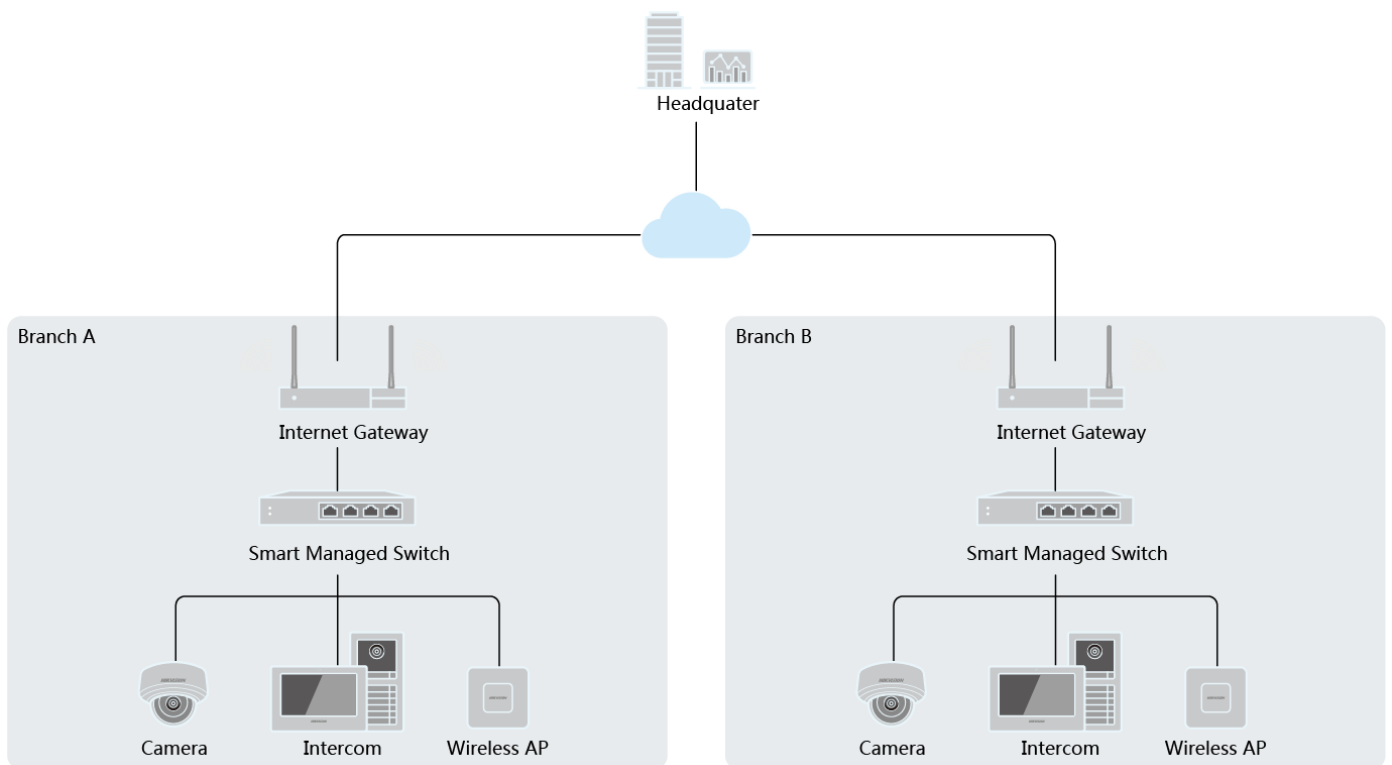 Headquater
Branch A
Branch B
Internet Gateway
Internet Gateway
Smart Managed Switch
Smart Managed Switch
Camera
Intercom
Wireless AP
Camera
Intercom
Wireless AP